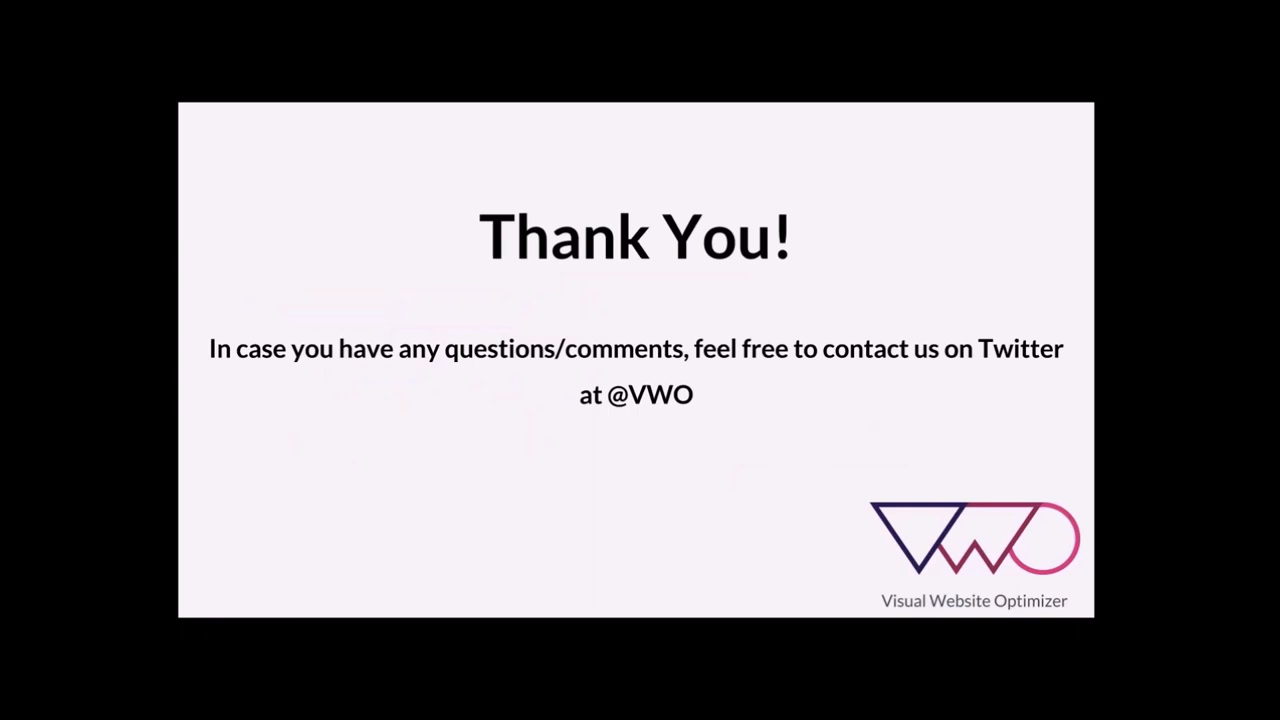 Thank You!
In case you have any questions/comments, feel free to contact us on Twitter
at @VWO
VWO
Visual Website Optimizer